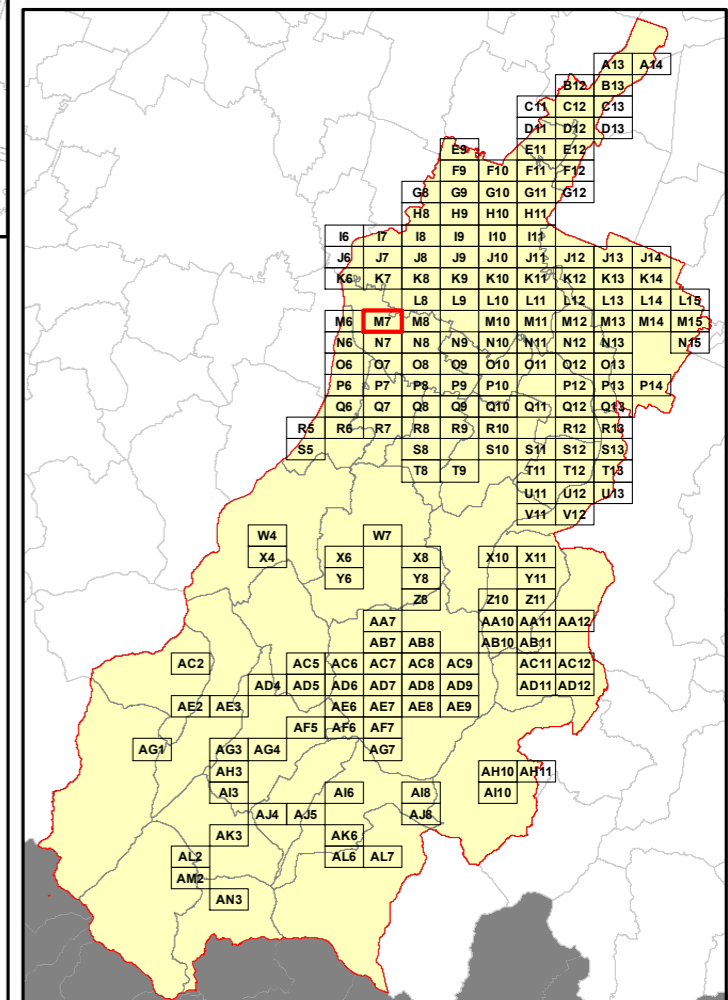 A13 A14
B12 B13
C11 C12 C13
D11 D12 D13
E9 E11 E12
F9 F10 F11 F12
G8 G9 G10 G11 G12
H8 H9 H10 H11
I6 I7 I8 I9 I10 I11
J6 J7 J8 J9 J10 J11 J12 J13 J14
K6 K7 K8 K9 K10 K11 K12 K13 K14
L8 L9 L10 L11 L12 L13 L14 L15
M6 M7 M8 M10 M11 M12 M13 M14 M15
N6 N7 N8 N9 N10 N11 N12 N13 N15
O6 O7 O8 O9 O10 O11 O12 O13
P6 P7 P8 P9 P10 P12 P13 P14
Q6 Q7 Q8 Q9 Q10 Q11 Q12 Q13
R5 R6 R7 R8 R9 R10 R12 R13
S5 S8 S10 S11 S12 S13
T8 T9 T11 T12 T13
U11 U12 U13
V11 V12
W4 W7
X4 X6 X8 X10 X11
Y6 Y8 Y11
Z8 Z10 Z11
AA7 AA10 AA11 AA12
AB7 AB8 AB10 AB11
AC2 AC5 AC6 AC7 AC8 AC9 AC11 AC12
AD4 AD5 AD6 AD7 AD8 AD9 AD11 AD12
AE2 AE3 AE6 AE7 AE8 AE9
AF5 AF6 AF7
AG1 AG3 AG4 AG7
AH3 AH10 AH11
AI3 AI6 AI8 AI10
AJ4 AJ5 AJ8
AK3 AK6
AL2 AL6 AL7
AM2
AN3